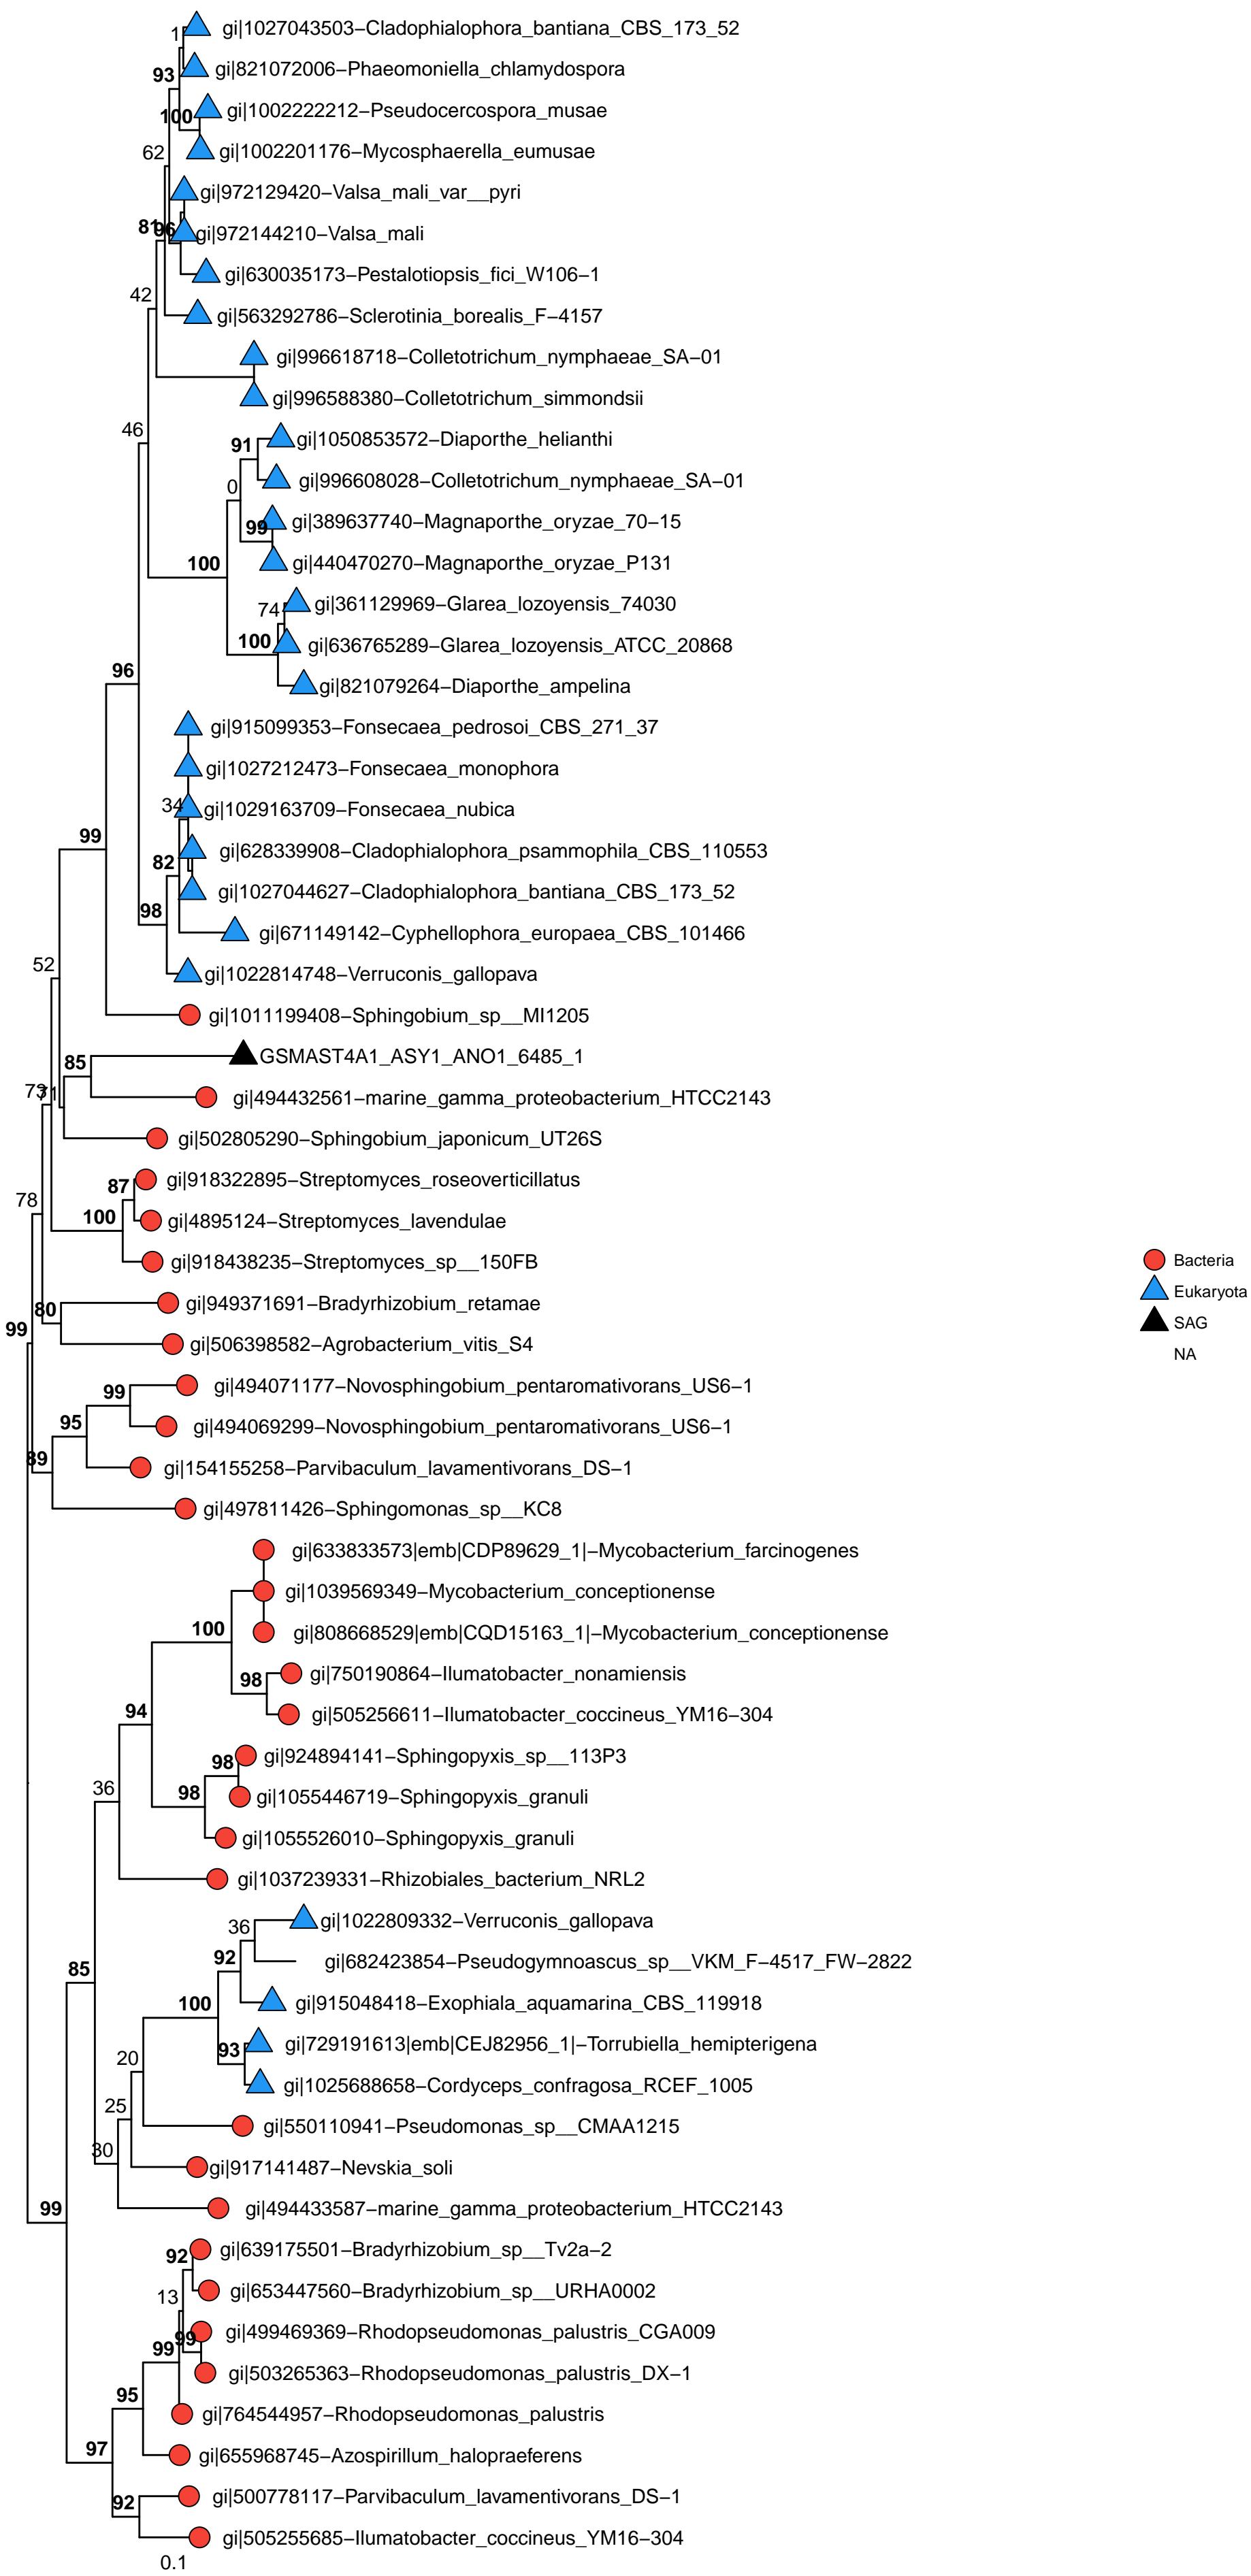 gi|1027043503–Cladophialophora_bantiana_CBS_173_52
1
gi|821072006–Phaeomoniella_chlamydospora
93
gi|1002222212–Pseudocercospora_musae
100
gi|1002201176–Mycosphaerella_eumusae
62
gi|972129420–Valsa_mali_var__pyri
81
96
gi|972144210–Valsa_mali
gi|630035173–Pestalotiopsis_fici_W106-1
42
gi|563292786–Sclerotinia_borealis_F-4157
gi|996618718–Colletotrichum_nymphaeae_SA-01
gi|996588380–Colletotrichum_simmondsii
46
gi|1050853572–Diaporthe_helianthi
91
gi|996608028–Colletotrichum_nymphaeae_SA-01
0
gi|389637740–Magnaporthe_oryzae_70-15
99
gi|440470270–Magnaporthe_oryzae_P131
100
gi|361129969–Glarea_lozoyensis_74030
74
gi|636765289–Glarea_lozoyensis_ATCC_20868
100
96
gi|821079264–Diaporthe_ampelina
gi|915099353–Fonsecaea_pedrosoi_CBS_271_37
gi|1027212473–Fonsecaea_monophora
34
gi|1029163709–Fonsecaea_nubica
99
gi|628339908–Cladophialophora_psammophila_CBS_110553
82
gi|1027044627–Cladophialophora_bantiana_CBS_173_52
98
gi|671149142–Cyphellophora_europaea_CBS_101466
52
gi|1022814748–Verruconis_gallopava
gi|1011199408–Sphingobium_sp__MI1205
GSMAST4A1_ASY1_ANO1_6485_1
85
73
71
gi|494432561–marine_gamma_proteobacterium_HTCC2143
gi|502805290–Sphingobium_japonicum_UT26S
gi|918322895–Streptomyces_roseoverticillatus
87
78
100
gi|4895124–Streptomyces_lavendulae
gi|918438235–Streptomyces_sp__150FB
Bacteria
Eukaryota
SAG
NA
gi|949371691–Bradyrhizobium_retamae
80
99
gi|506398582–Agrobacterium_vitis_S4
gi|494071177–Novosphingobium_pentaromativorans_US6-1
99
95
gi|494069299–Novosphingobium_pentaromativorans_US6-1
89
gi|154155258–Parvibaculum_lavamentivorans_DS-1
gi|497811426–Sphingomonas_sp__KC8
gi|633833573|emb|CDP89629_1|–Mycobacterium_farcinogenes
gi|1039569349–Mycobacterium_conceptionense
100
gi|808668529|emb|CQD15163_1|–Mycobacterium_conceptionense
gi|750190864–Ilumatobacter_nonamiensis
98
94
gi|505256611–Ilumatobacter_coccineus_YM16-304
gi|924894141–Sphingopyxis_sp__113P3
98
36
98
gi|1055446719–Sphingopyxis_granuli
gi|1055526010–Sphingopyxis_granuli
gi|1037239331–Rhizobiales_bacterium_NRL2
gi|1022809332–Verruconis_gallopava
36
92
gi|682423854–Pseudogymnoascus_sp__VKM_F-4517_FW-2822
85
100
gi|915048418–Exophiala_aquamarina_CBS_119918
gi|729191613|emb|CEJ82956_1|–Torrubiella_hemipterigena
93
20
gi|1025688658–Cordyceps_confragosa_RCEF_1005
25
gi|550110941–Pseudomonas_sp__CMAA1215
30
gi|917141487–Nevskia_soli
99
gi|494433587–marine_gamma_proteobacterium_HTCC2143
gi|639175501–Bradyrhizobium_sp__Tv2a-2
92
gi|653447560–Bradyrhizobium_sp__URHA0002
13
gi|499469369–Rhodopseudomonas_palustris_CGA009
99
99
gi|503265363–Rhodopseudomonas_palustris_DX-1
95
gi|764544957–Rhodopseudomonas_palustris
97
gi|655968745–Azospirillum_halopraeferens
gi|500778117–Parvibaculum_lavamentivorans_DS-1
92
gi|505255685–Ilumatobacter_coccineus_YM16-304
0.1